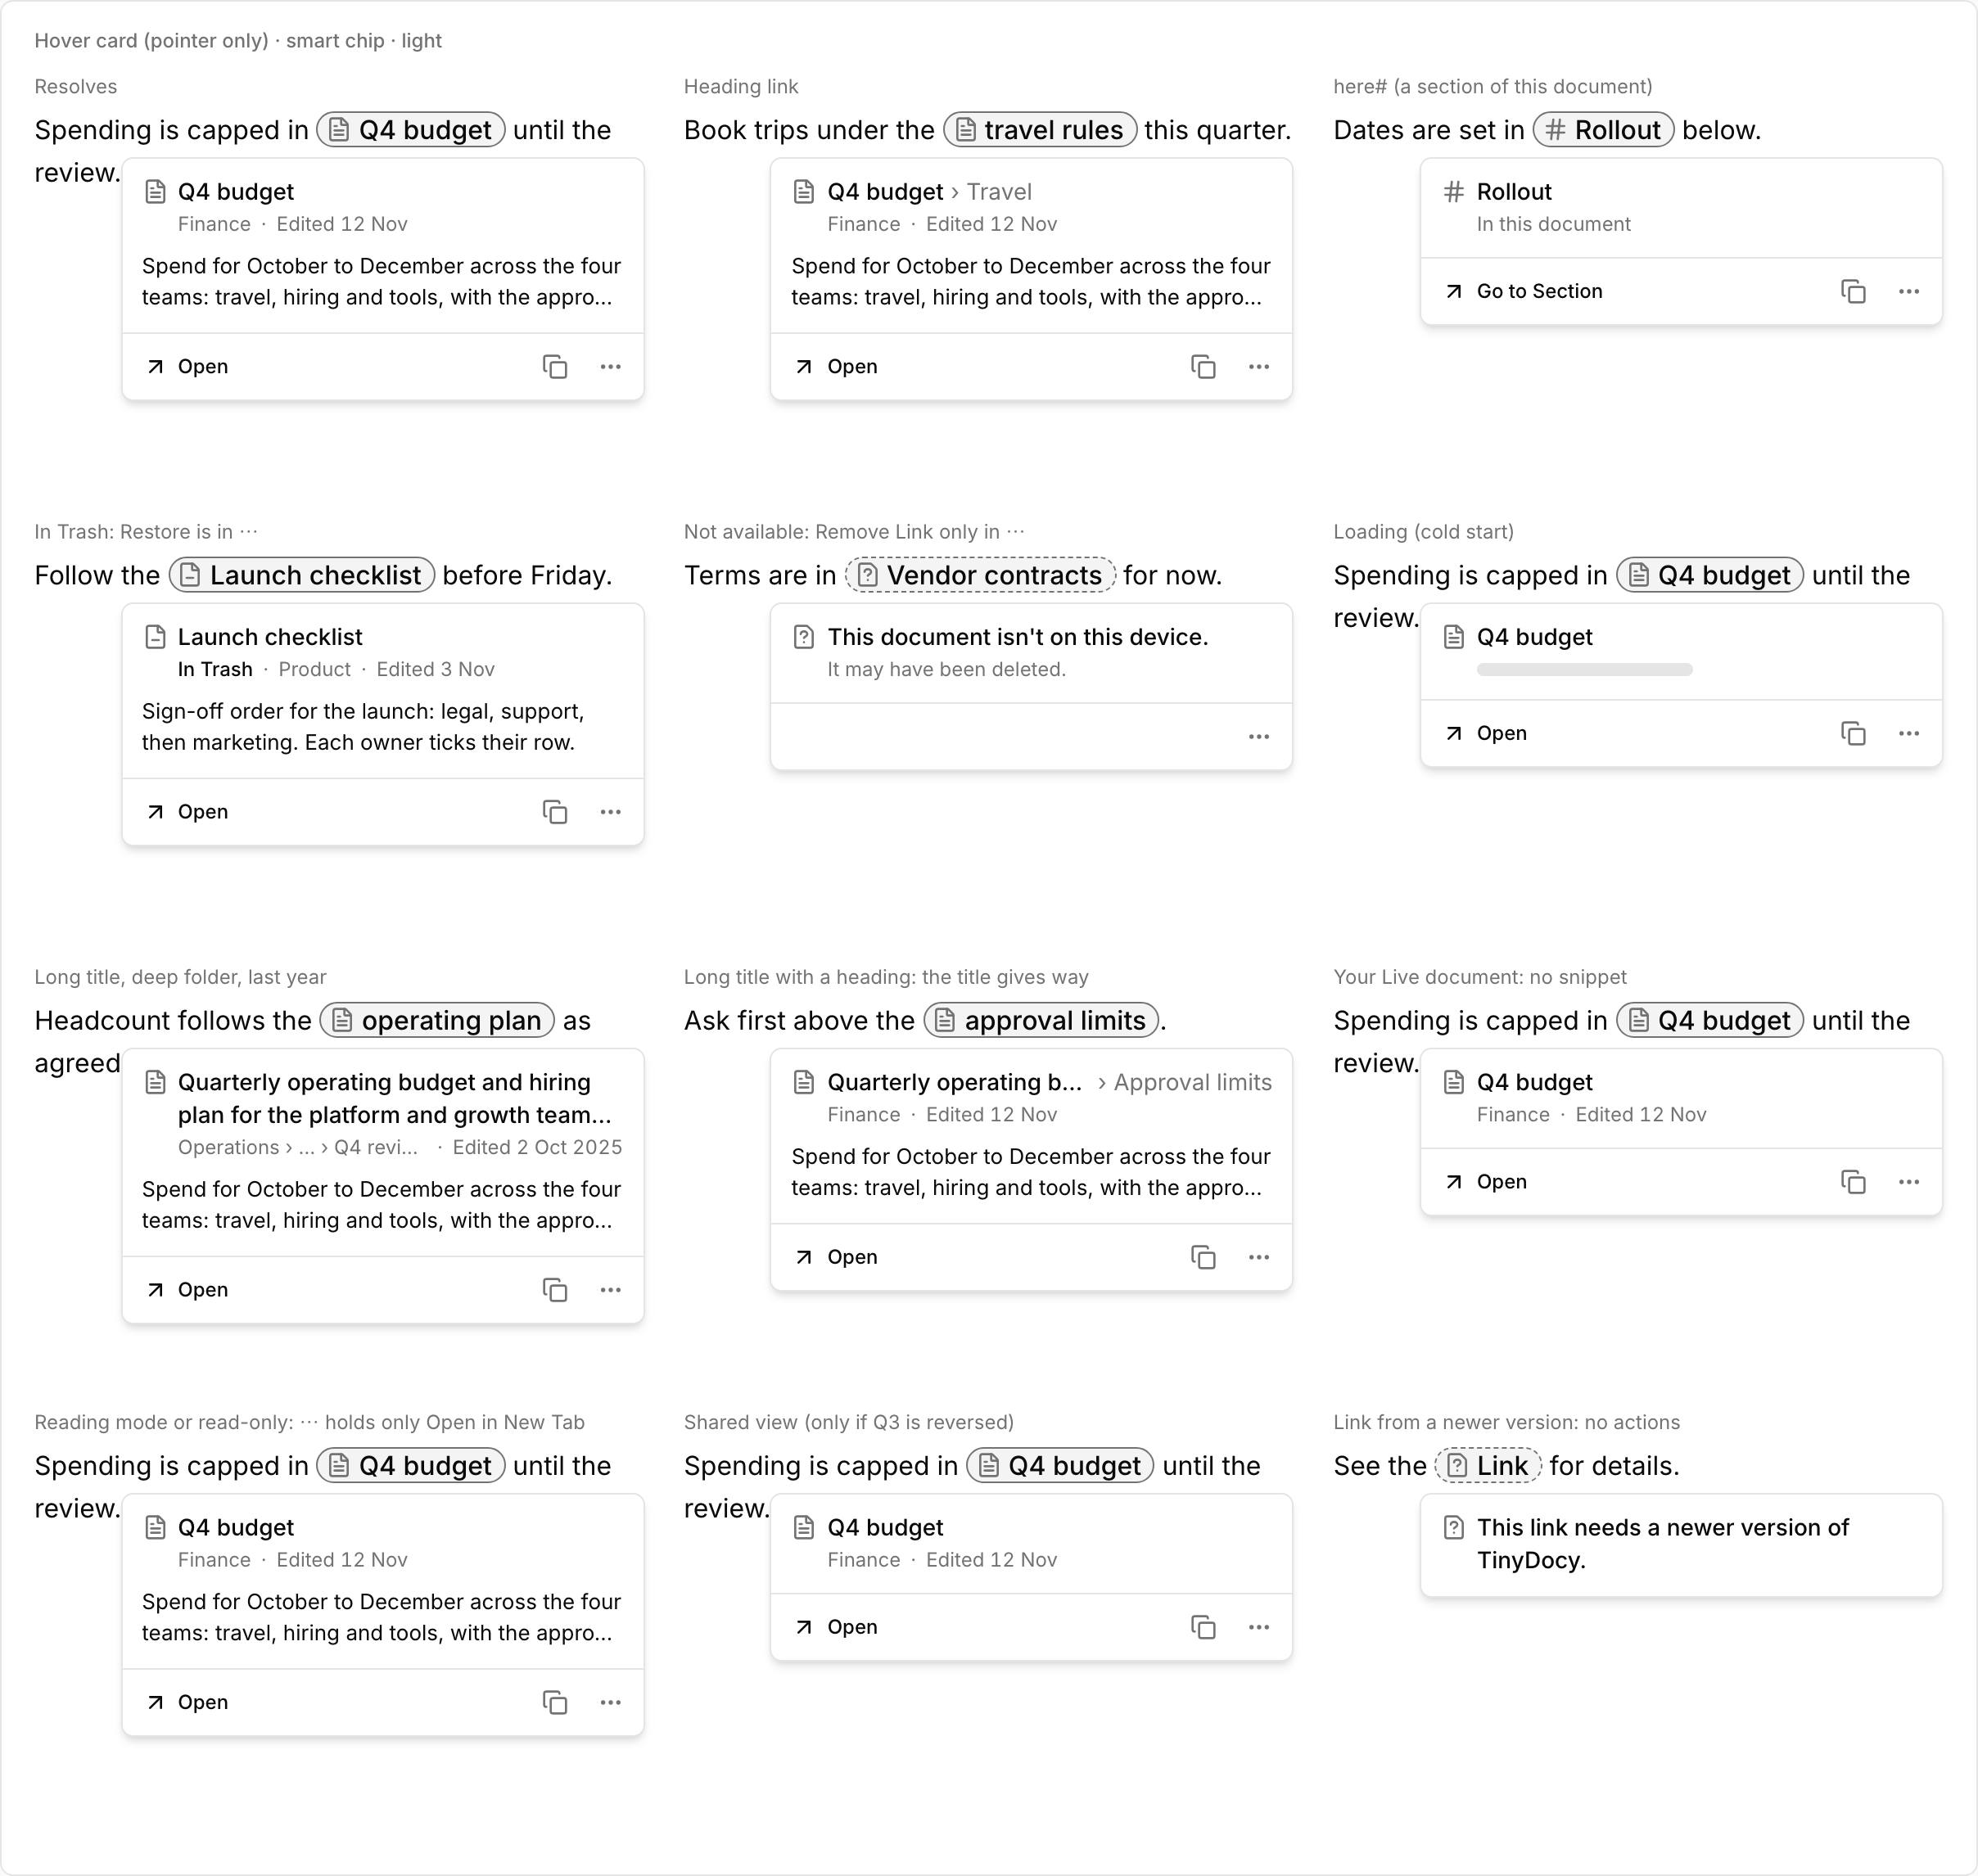 Hover card (pointer only) · smart chip · light
Resolves
Spending is capped in Q4 budget until the
review.
Q4 budget
Finance · Edited 12 Nov
Spend for October to December across the four
teams: travel, hiring and tools, with the appro...
Open
Heading link
Book trips under the travel rules this quarter.
Q4 budget › Travel
Finance · Edited 12 Nov
Spend for October to December across the four
teams: travel, hiring and tools, with the appro...
Open
here# (a section of this document)
Dates are set in # Rollout below.
# Rollout
In this document
Go to Section
In Trash: Restore is in ···
Follow the Launch checklist before Friday.
Launch checklist
In Trash · Product · Edited 3 Nov
Sign-off order for the launch: legal, support,
then marketing. Each owner ticks their row.
Open
Not available: Remove Link only in ···
Terms are in Vendor contracts for now.
This document isn't on this device.
It may have been deleted.
Loading (cold start)
Spending is capped in Q4 budget until the
review.
Q4 budget
Open
Long title, deep folder, last year
Headcount follows the operating plan as
agreed
Quarterly operating budget and hiring
plan for the platform and growth team...
Operations › ... › Q4 revi... · Edited 2 Oct 2025
Spend for October to December across the four
teams: travel, hiring and tools, with the appro...
Open
Long title with a heading: the title gives way
Ask first above the approval limits.
Quarterly operating b... › Approval limits
Finance · Edited 12 Nov
Spend for October to December across the four
teams: travel, hiring and tools, with the appro...
Open
Your Live document: no snippet
Spending is capped in Q4 budget until the
review.
Q4 budget
Finance · Edited 12 Nov
Open
Reading mode or read-only: ··· holds only Open in New Tab
Spending is capped in Q4 budget until the
review.
Q4 budget
Finance · Edited 12 Nov
Spend for October to December across the four
teams: travel, hiring and tools, with the appro...
Open
Shared view (only if Q3 is reversed)
Spending is capped in Q4 budget until the
review.
Q4 budget
Finance · Edited 12 Nov
Open
Link from a newer version: no actions
See the Link for details.
This link needs a newer version of
TinyDocy.